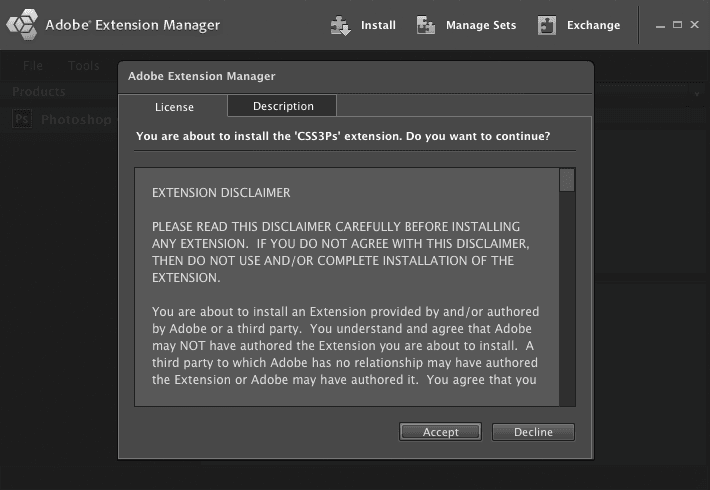 Adobe® Extension Manager
Install
Manage Sets
Exchange
File Tools
Products
Ps Photoshop
Adobe Extension Manager
License
Description
You are about to install the 'CSS3Ps' extension. Do you want to continue?
EXTENSION DISCLAIMER
PLEASE READ THIS DISCLAIMER CAREFULLY BEFORE INSTALLING
ANY EXTENSION. IF YOU DO NOT AGREE WITH THIS DISCLAIMER,
THEN DO NOT USE AND/OR COMPLETE INSTALLATION OF THE
EXTENSION.
You are about to install an Extension provided by and/or authored
by Adobe or a third party. You understand and agree that Adobe
may NOT have authored the Extension you are about to install. A
third party to which Adobe has no relationship may have authored
the Extension or Adobe may have authored it. You agree that you
Accept
Decline